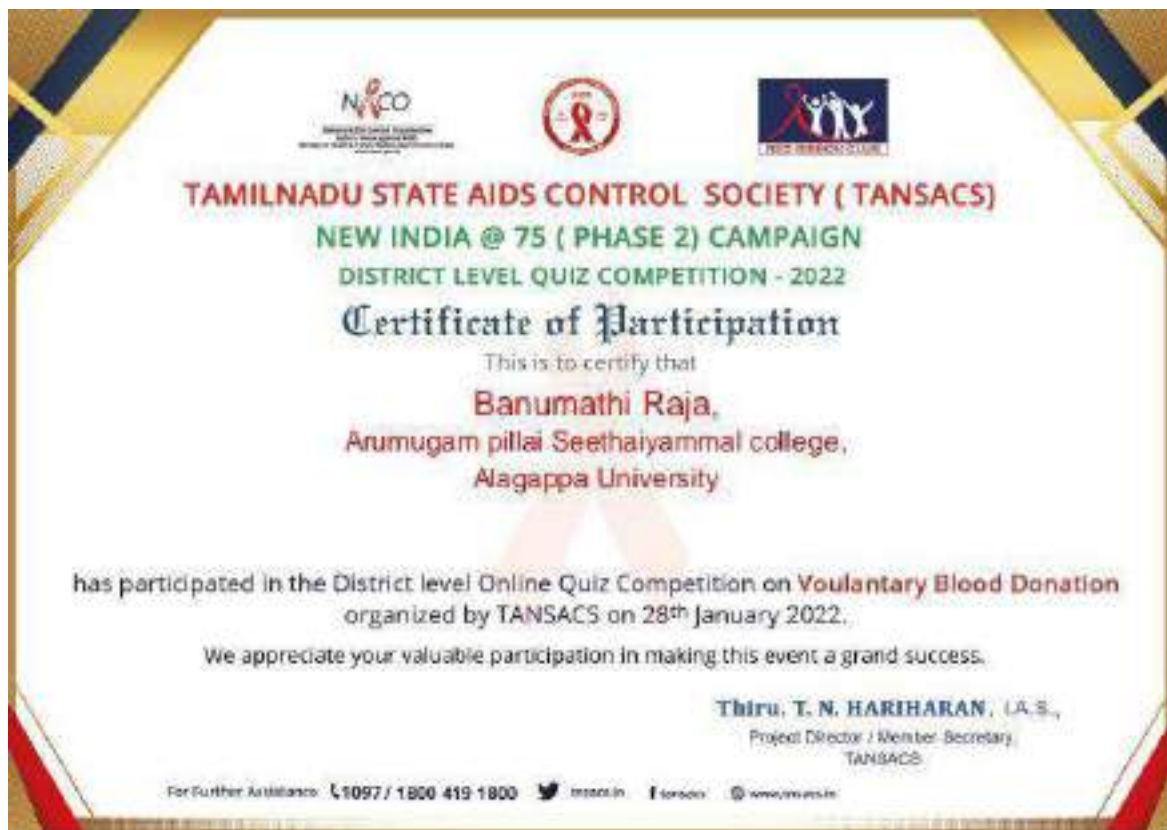 NACO
RED RIBBON CLUB
TAMILNADU STATE AIDS CONTROL SOCIETY ( TANSACS)
NEW INDIA @ 75 ( PHASE 2) CAMPAIGN
DISTRICT LEVEL QUIZ COMPETITION - 2022
Certificate of Participation
This is to certify that
Banumathi Raja,
Arumugam pillai Seethaiyammal college,
Alagappa University
has participated in the District level Online Quiz Competition on Voulantary Blood Donation
organized by TANSACS on 28th January 2022.
We appreciate your valuable participation in making this event a grand success.
Thiru. T. N. HARIHARAN, I.A.S.,
Project Director / Member Secretary,
TANSACS
For Further Assistance 1097 / 1800 419 1800